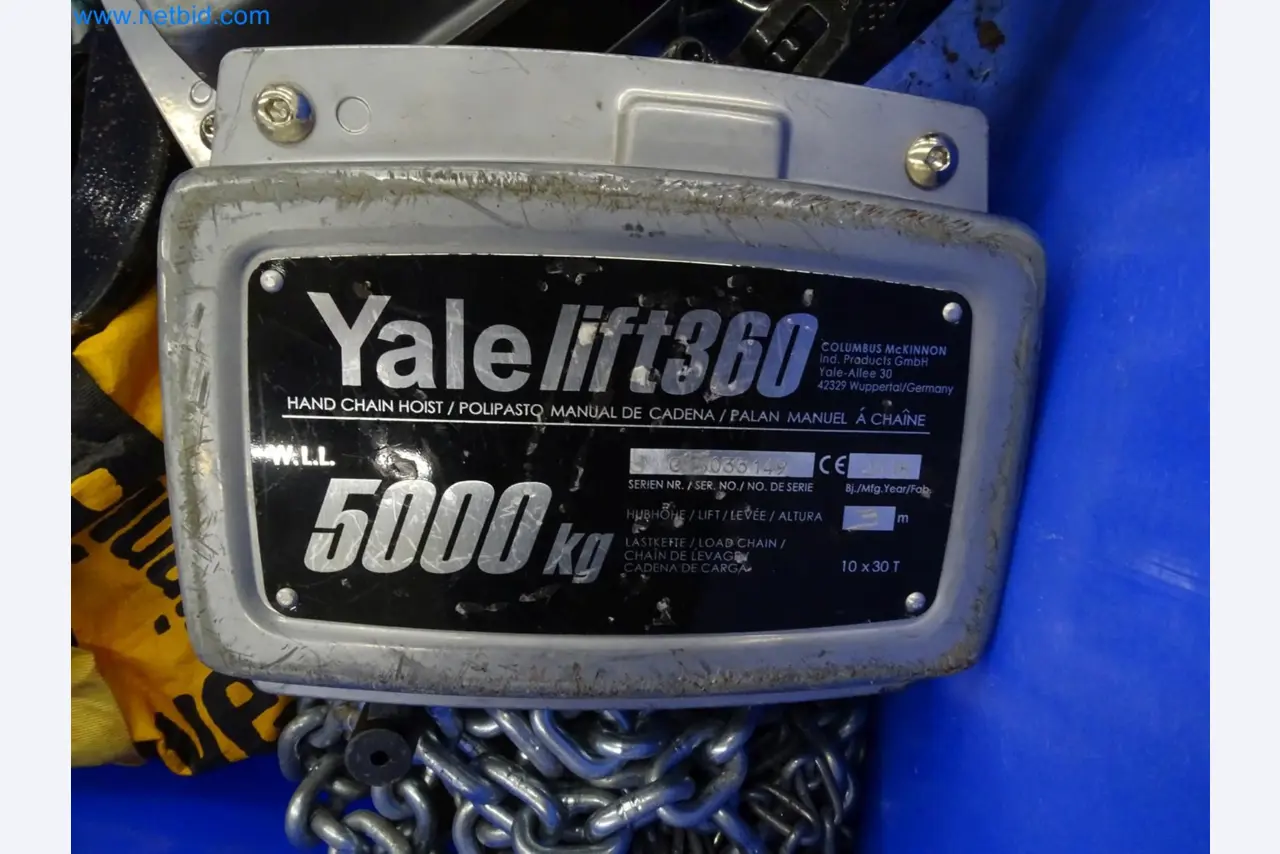 www.netbid.com
Yale lift360
COLUMBUS McKINNON
Ind. Products GmbH
Yale-Allee 30
42329 Wuppertal/Germany
HAND CHAIN HOIST / POLIPASTO MANUAL DE CADENA / PALAN MANUEL Á CHAÎNE
W.L.L.
5000 kg
CE
SERIEN NR. / SER. NO./ NO. DE SERIE
Bj./Mfg.Year/Fab
HUBHÖHE / LIFT / LEVÉE / ALTURA
m
LASTKETTE / LOAD CHAIN /
CHAÎN DE LEVAGE/
CADENA DE CARGA
10 x 30 T